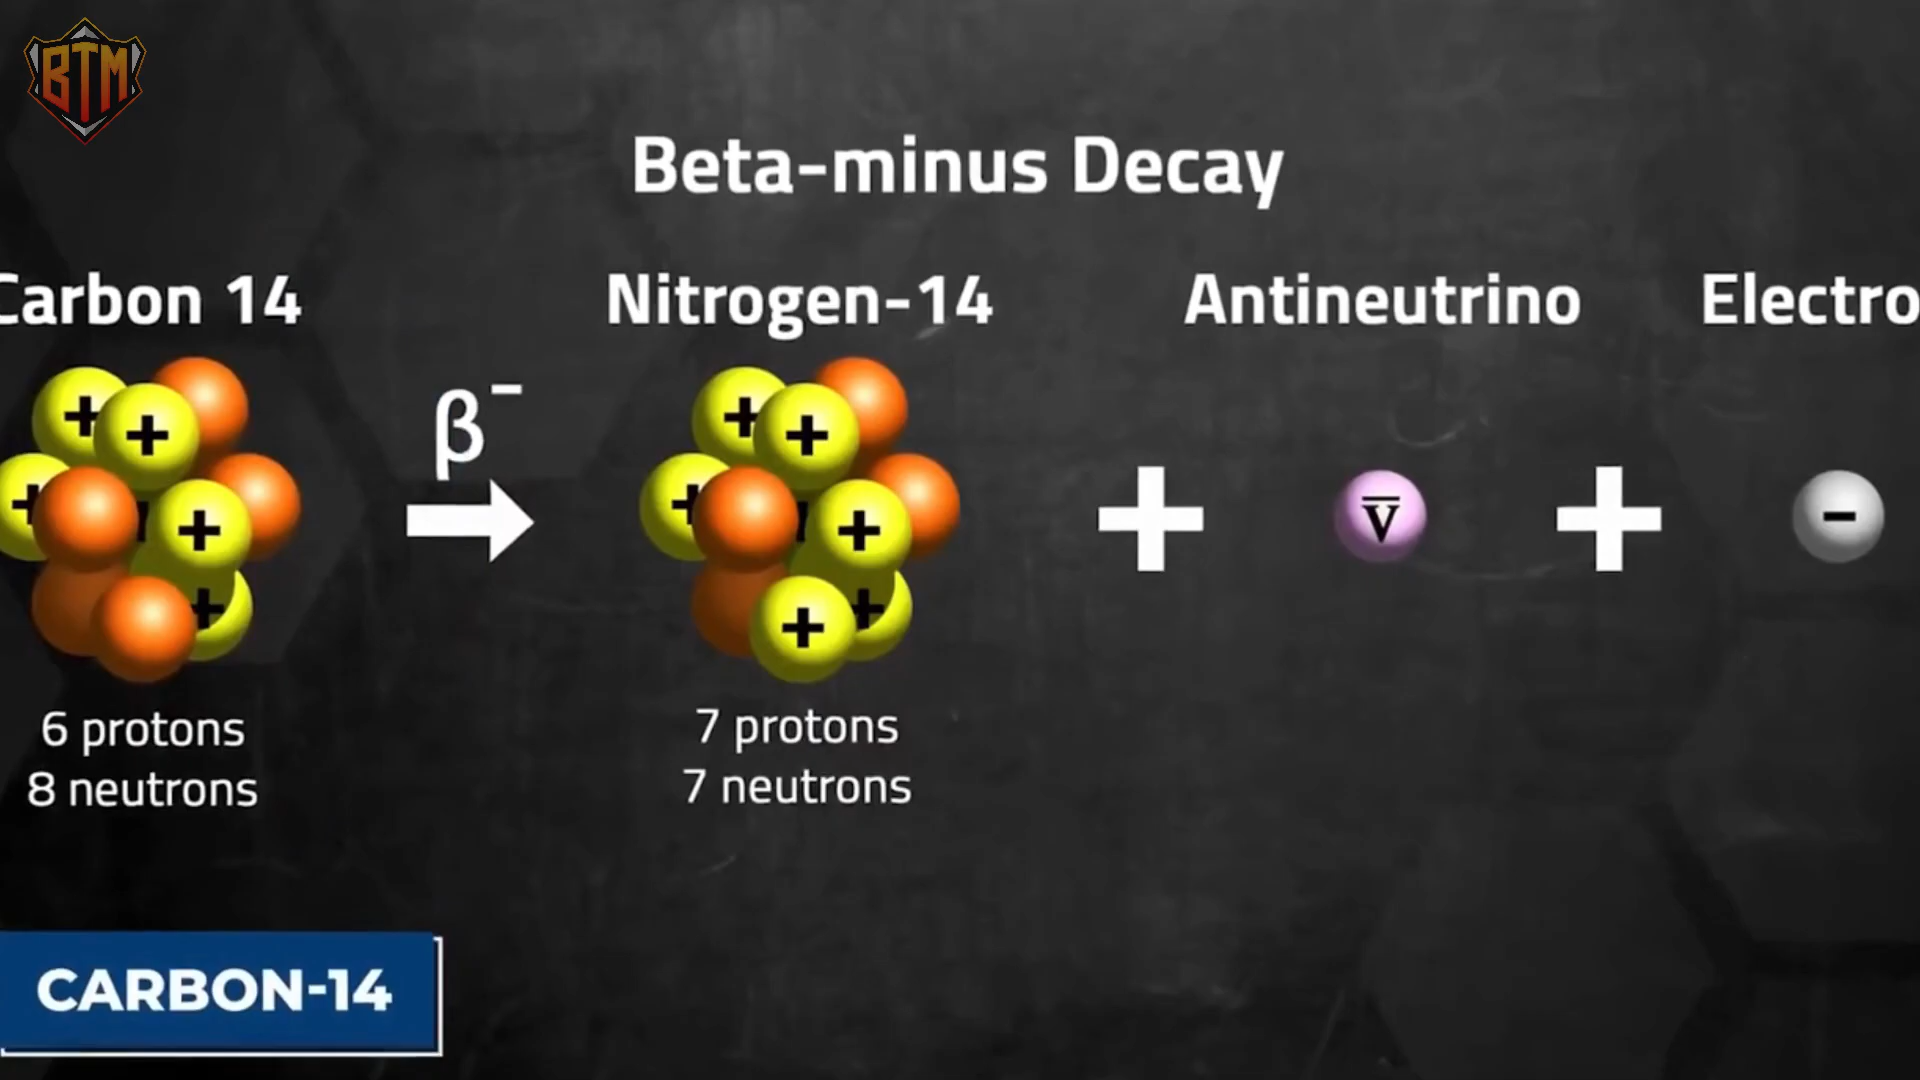 BTM
Beta-minus Decay
Carbon 14
Nitrogen-14
Antineutrino
Electro
β⁻
+
+
+
+
+
+
+
+
+
+
+
ν̅
+
-
6 protons
8 neutrons
7 protons
7 neutrons
CARBON-14